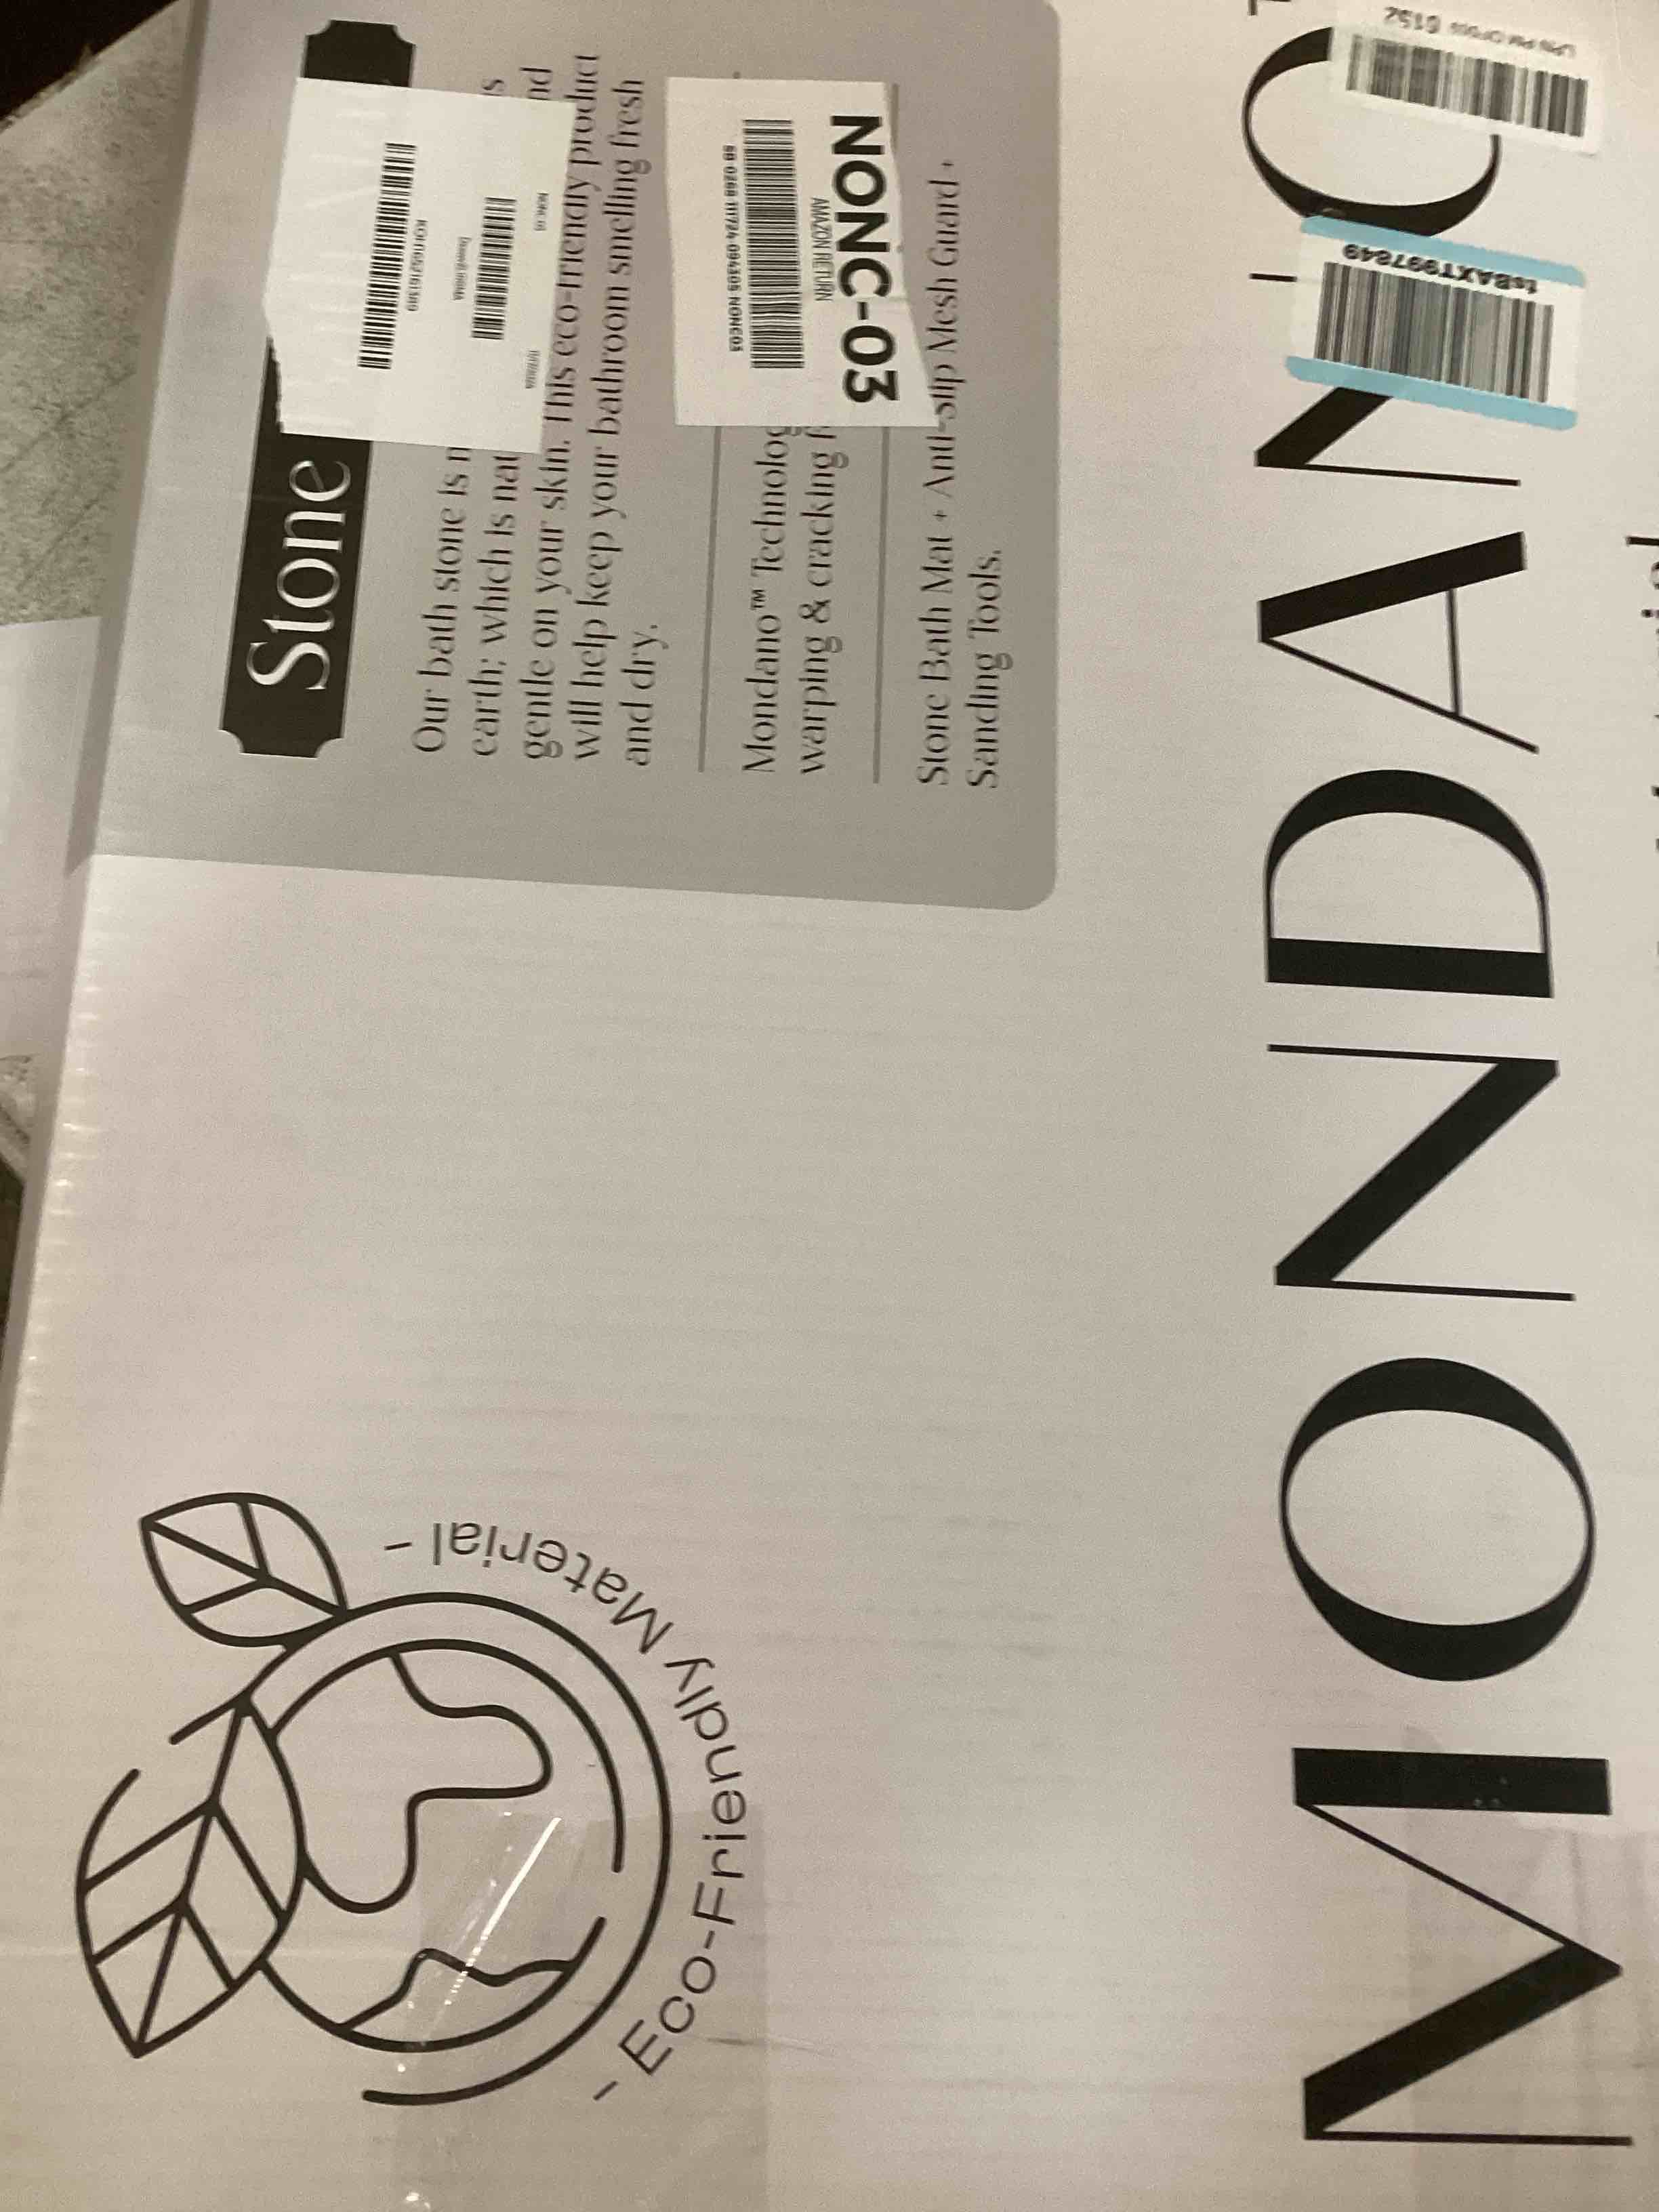 Stone
Our bath stone is
earth; which is
gentle on your skin. This eco-friendly product
will help keep your bathroom smelling fresh
and dry.
Mondano™
warping & cracking
Stone Bath Mat + Anti-slip Mesh Guard +
Sanding Tools.
NONC-03
AMAZON RETURN
MONDANO
fsBAXT997849
- Eco-Friendly Material -